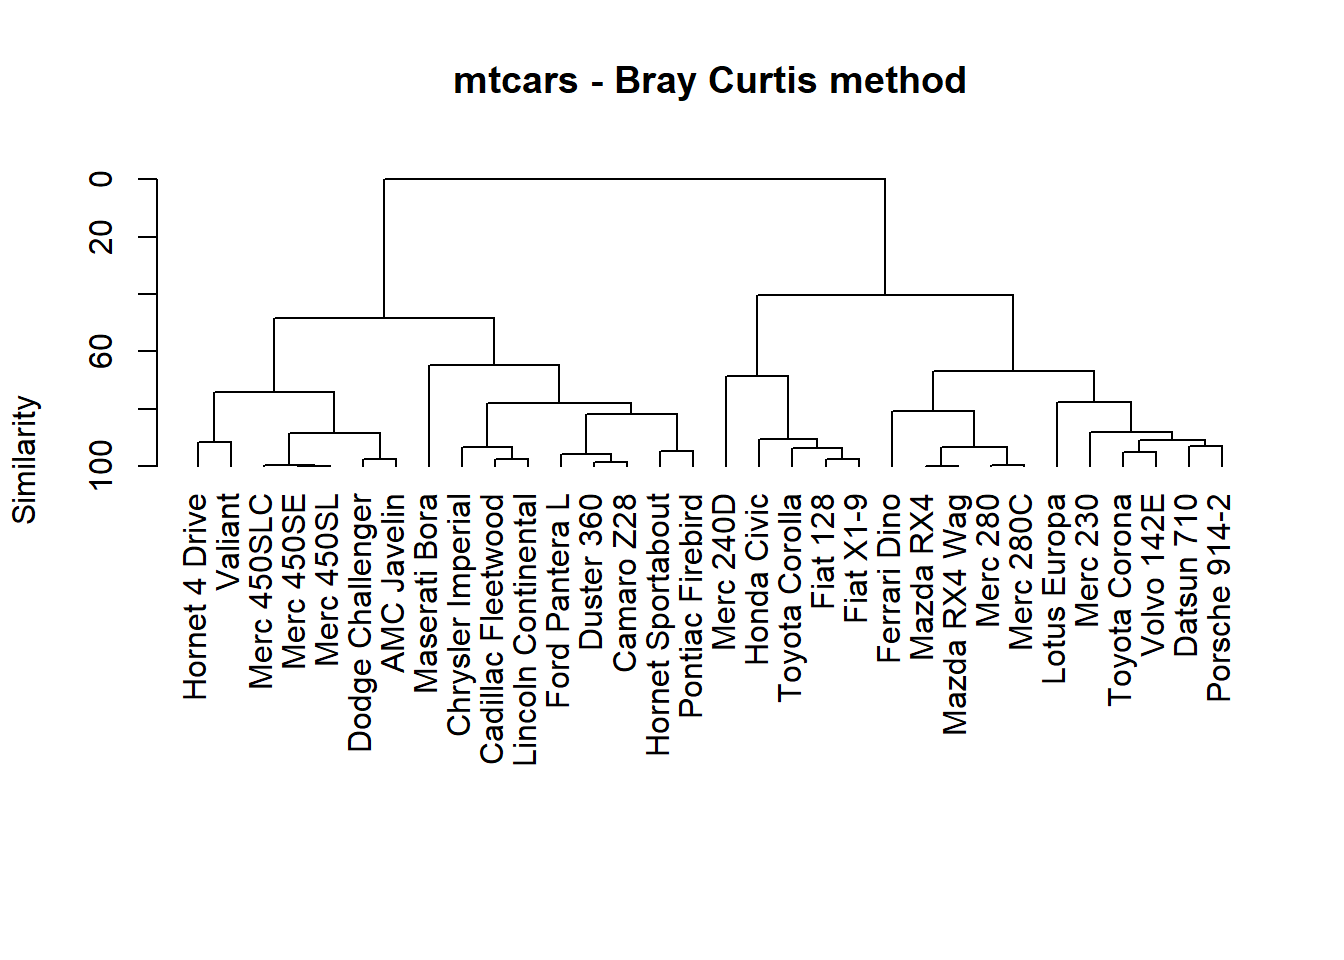 mtcars - Bray Curtis method
Similarity
0
20
60
100
Hornet 4 Drive
Valiant
Merc 450SLC
Merc 450SE
Merc 450SL
Dodge Challenger
AMC Javelin
Maserati Bora
Chrysler Imperial
Cadillac Fleetwood
Lincoln Continental
Ford Pantera L
Duster 360
Camaro Z28
Hornet Sportabout
Pontiac Firebird
Merc 240D
Honda Civic
Toyota Corolla
Fiat 128
Fiat X1-9
Ferrari Dino
Mazda RX4
Mazda RX4 Wag
Merc 280
Merc 280C
Lotus Europa
Merc 230
Toyota Corona
Volvo 142E
Datsun 710
Porsche 914-2